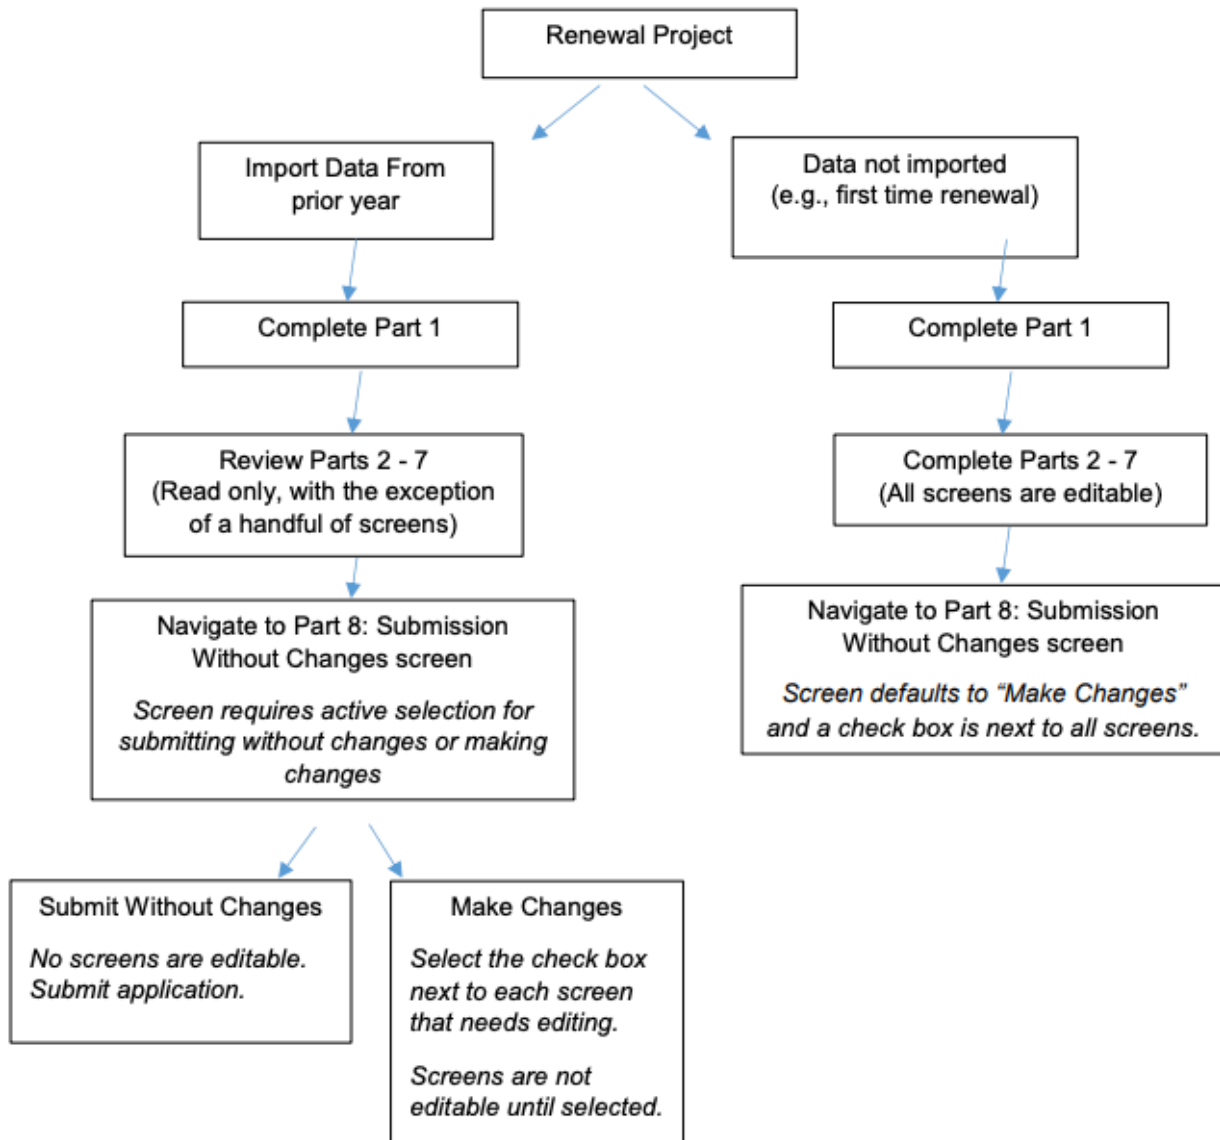 Renewal Project
Import Data From
prior year
Data not imported
(e.g., first time renewal)
Complete Part 1
Complete Part 1
Review Parts 2 - 7
(Read only, with the exception
of a handful of screens)
Complete Parts 2 - 7
(All screens are editable)
Navigate to Part 8: Submission
Without Changes screen
Screen requires active selection for
submitting without changes or making
changes
Navigate to Part 8: Submission
Without Changes screen
Screen defaults to “Make Changes”
and a check box is next to all screens.
Submit Without Changes
No screens are editable.
Submit application.
Make Changes
Select the check box
next to each screen
that needs editing.
Screens are not
editable until selected.